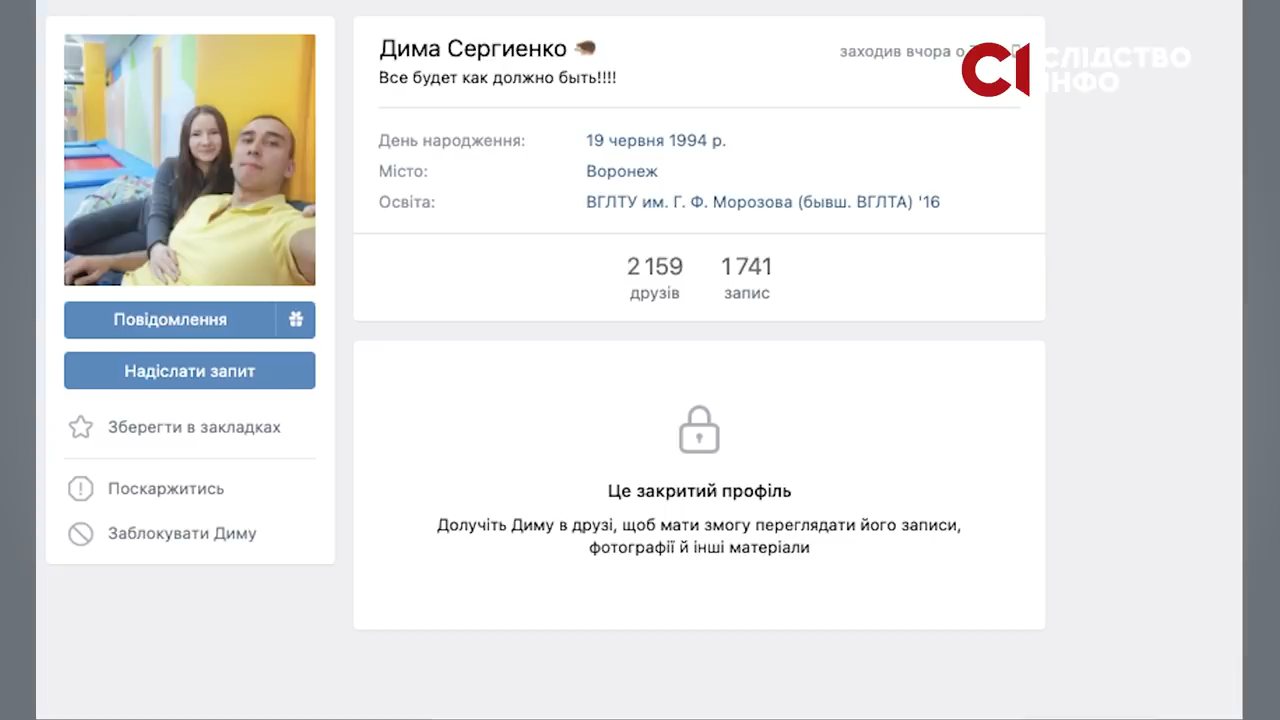 Дима Сергиенко
заходив вчора о
Все будет как должно быть!!!!
СЛІДСТВО
ІНФО
День народження: 19 червня 1994 р.
Місто: Воронеж
Освіта: ВГЛТУ им. Г. Ф. Морозова (бывш. ВГЛТА) '16
2 159 1 741
друзів запис
Повідомлення
Надіслати запит
Зберегти в закладках
Поскаржитись
Заблокувати Диму
Це закритий профіль
Долучіть Диму в друзі, щоб мати змогу переглядати його записи,
фотографії й інші матеріали